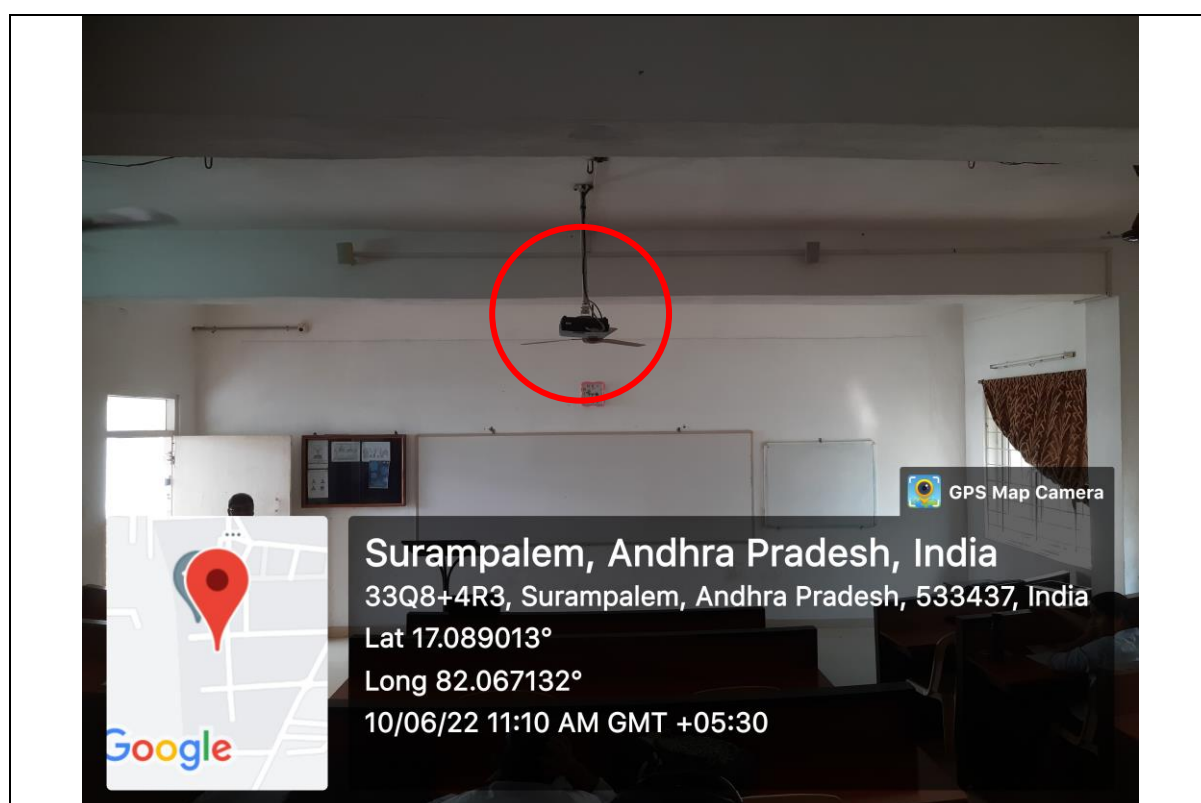 GPS Map Camera
Surampalem, Andhra Pradesh, India
33Q8+4R3, Surampalem, Andhra Pradesh, 533437, India
Lat 17.089013°
Long 82.067132°
10/06/22 11:10 AM GMT +05:30
Google